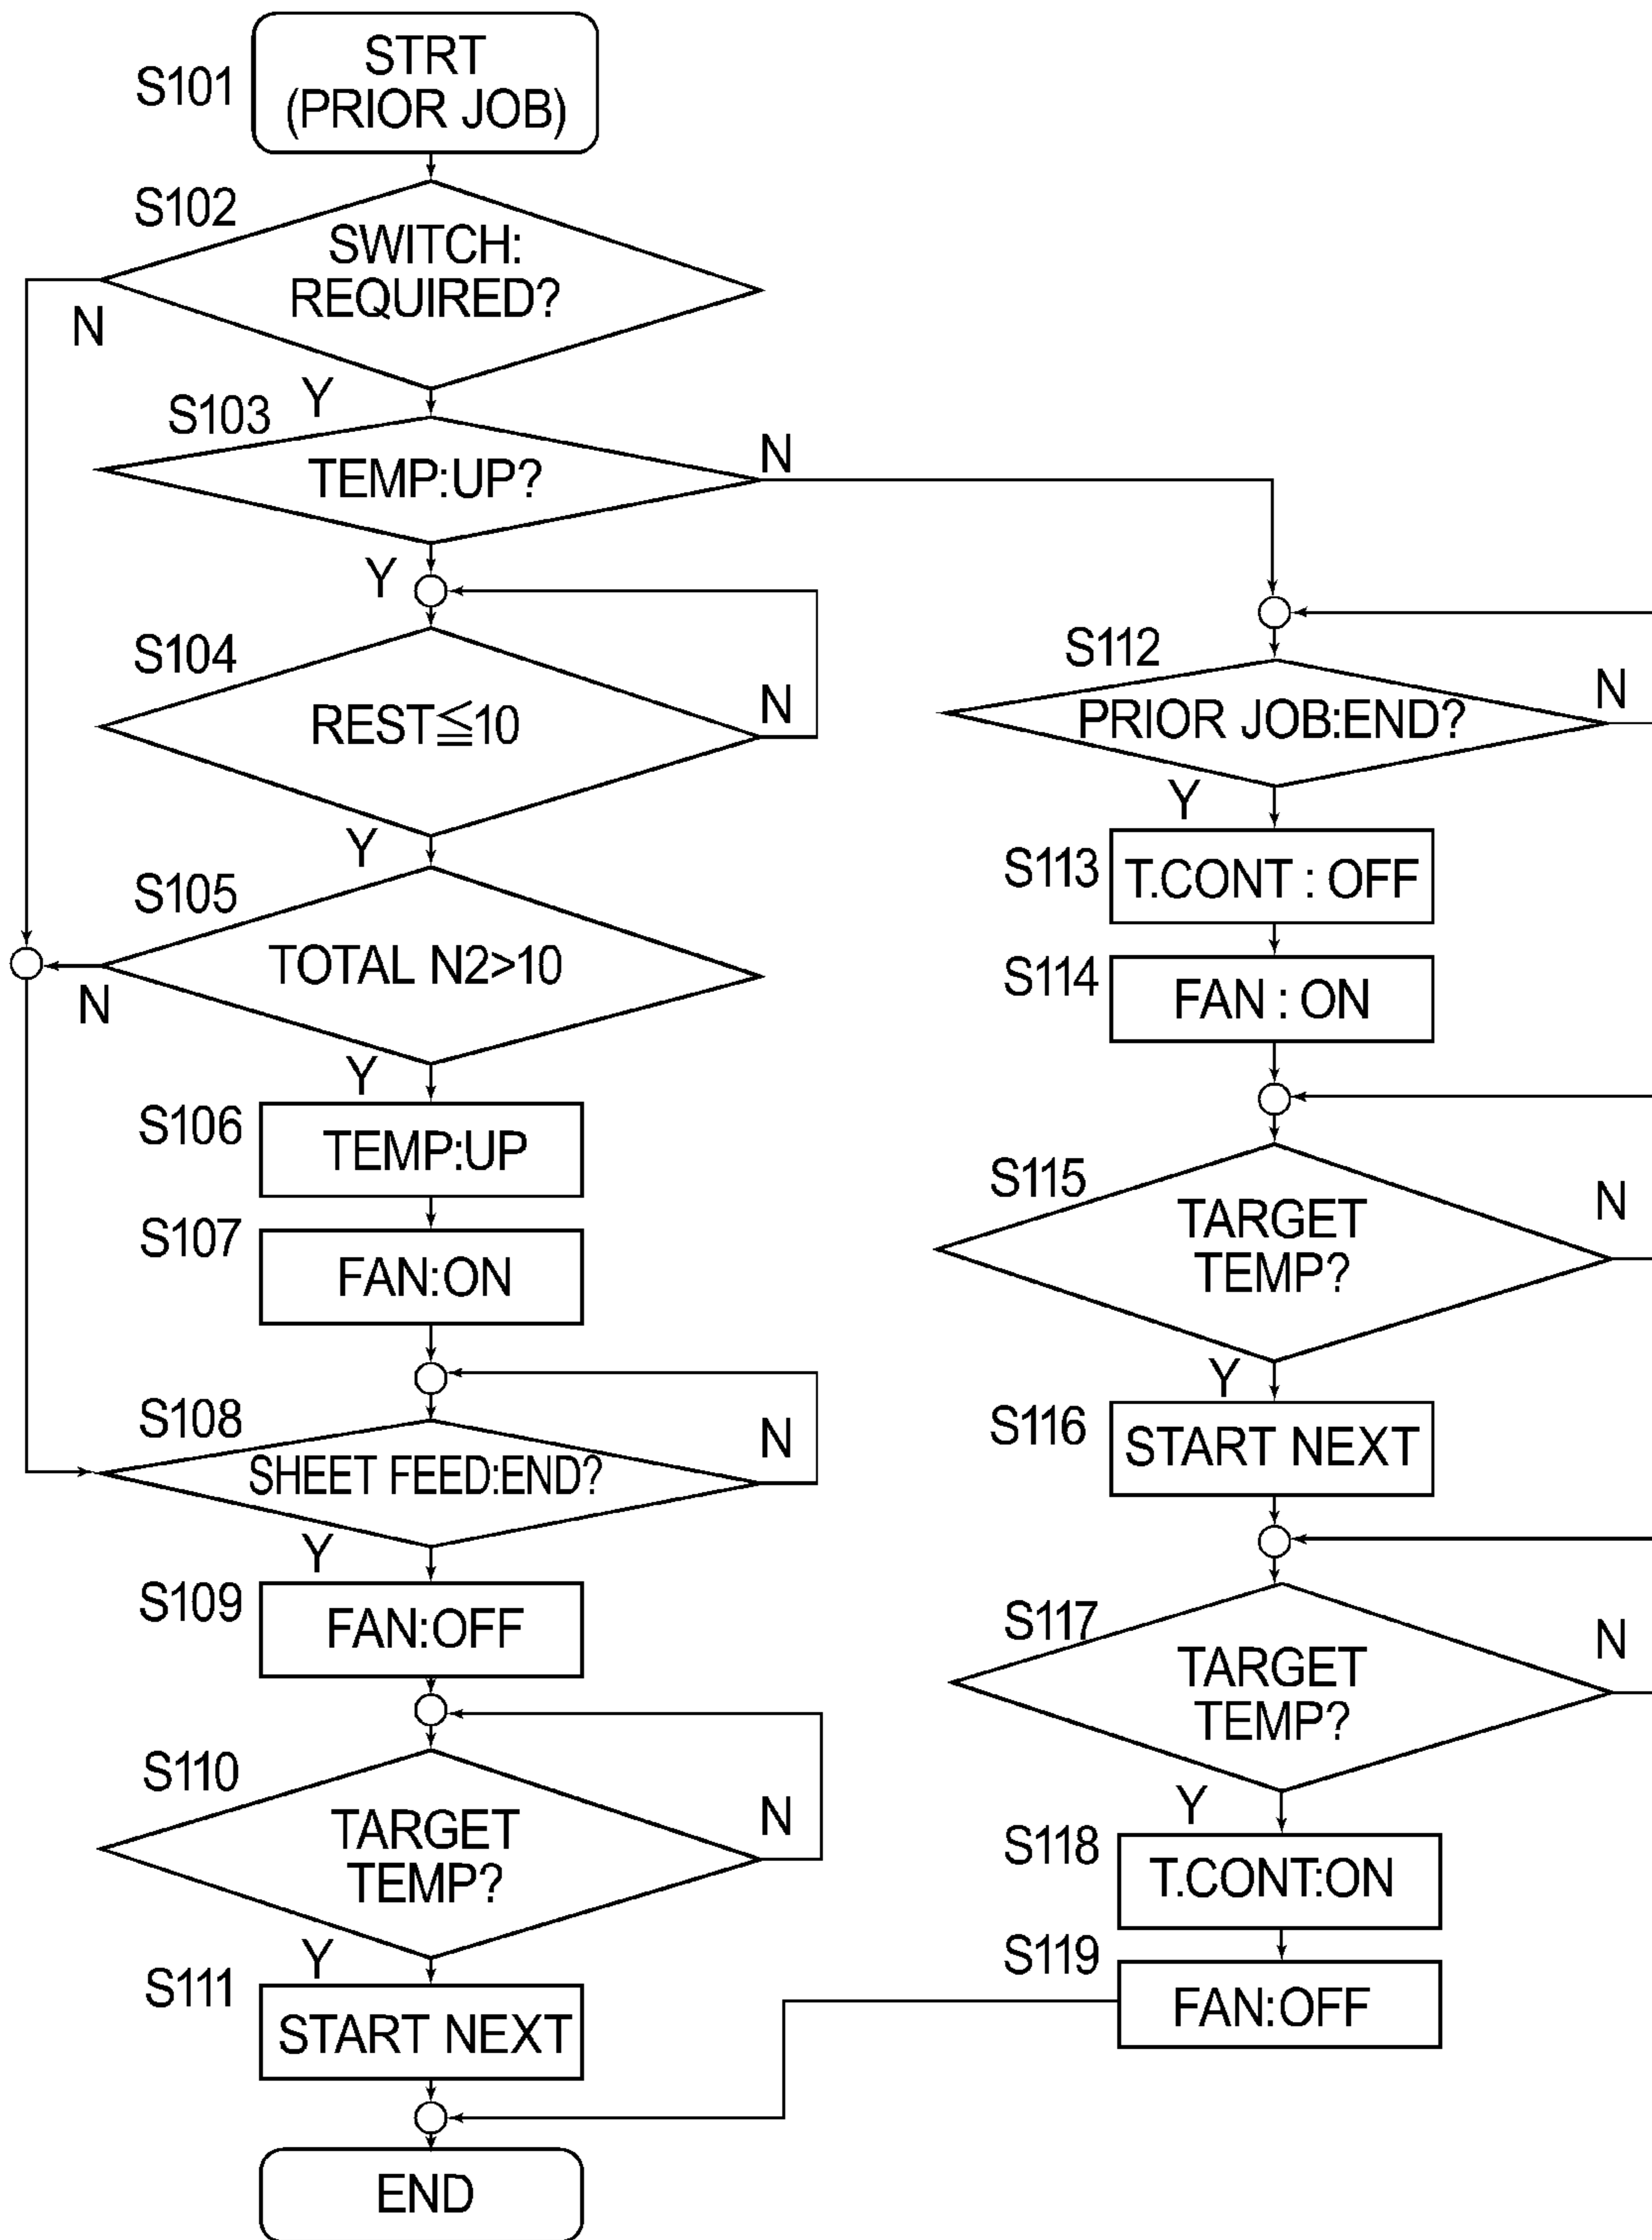 S101
STRT
(PRIOR JOB)
S102
SWITCH:
REQUIRED?
N
Y
S103
TEMP:UP?
N
Y
S104
REST≦10
N
Y
S105
TOTAL N2>10
N
Y
S106
TEMP:UP
S107
FAN:ON
S108
SHEET FEED:END?
N
Y
S109
FAN:OFF
S110
TARGET
TEMP?
N
Y
S111
START NEXT
END
S112
PRIOR JOB:END?
N
Y
S113
T.CONT : OFF
S114
FAN : ON
S115
TARGET
TEMP?
N
Y
S116
START NEXT
S117
TARGET
TEMP?
N
Y
S118
T.CONT:ON
S119
FAN:OFF